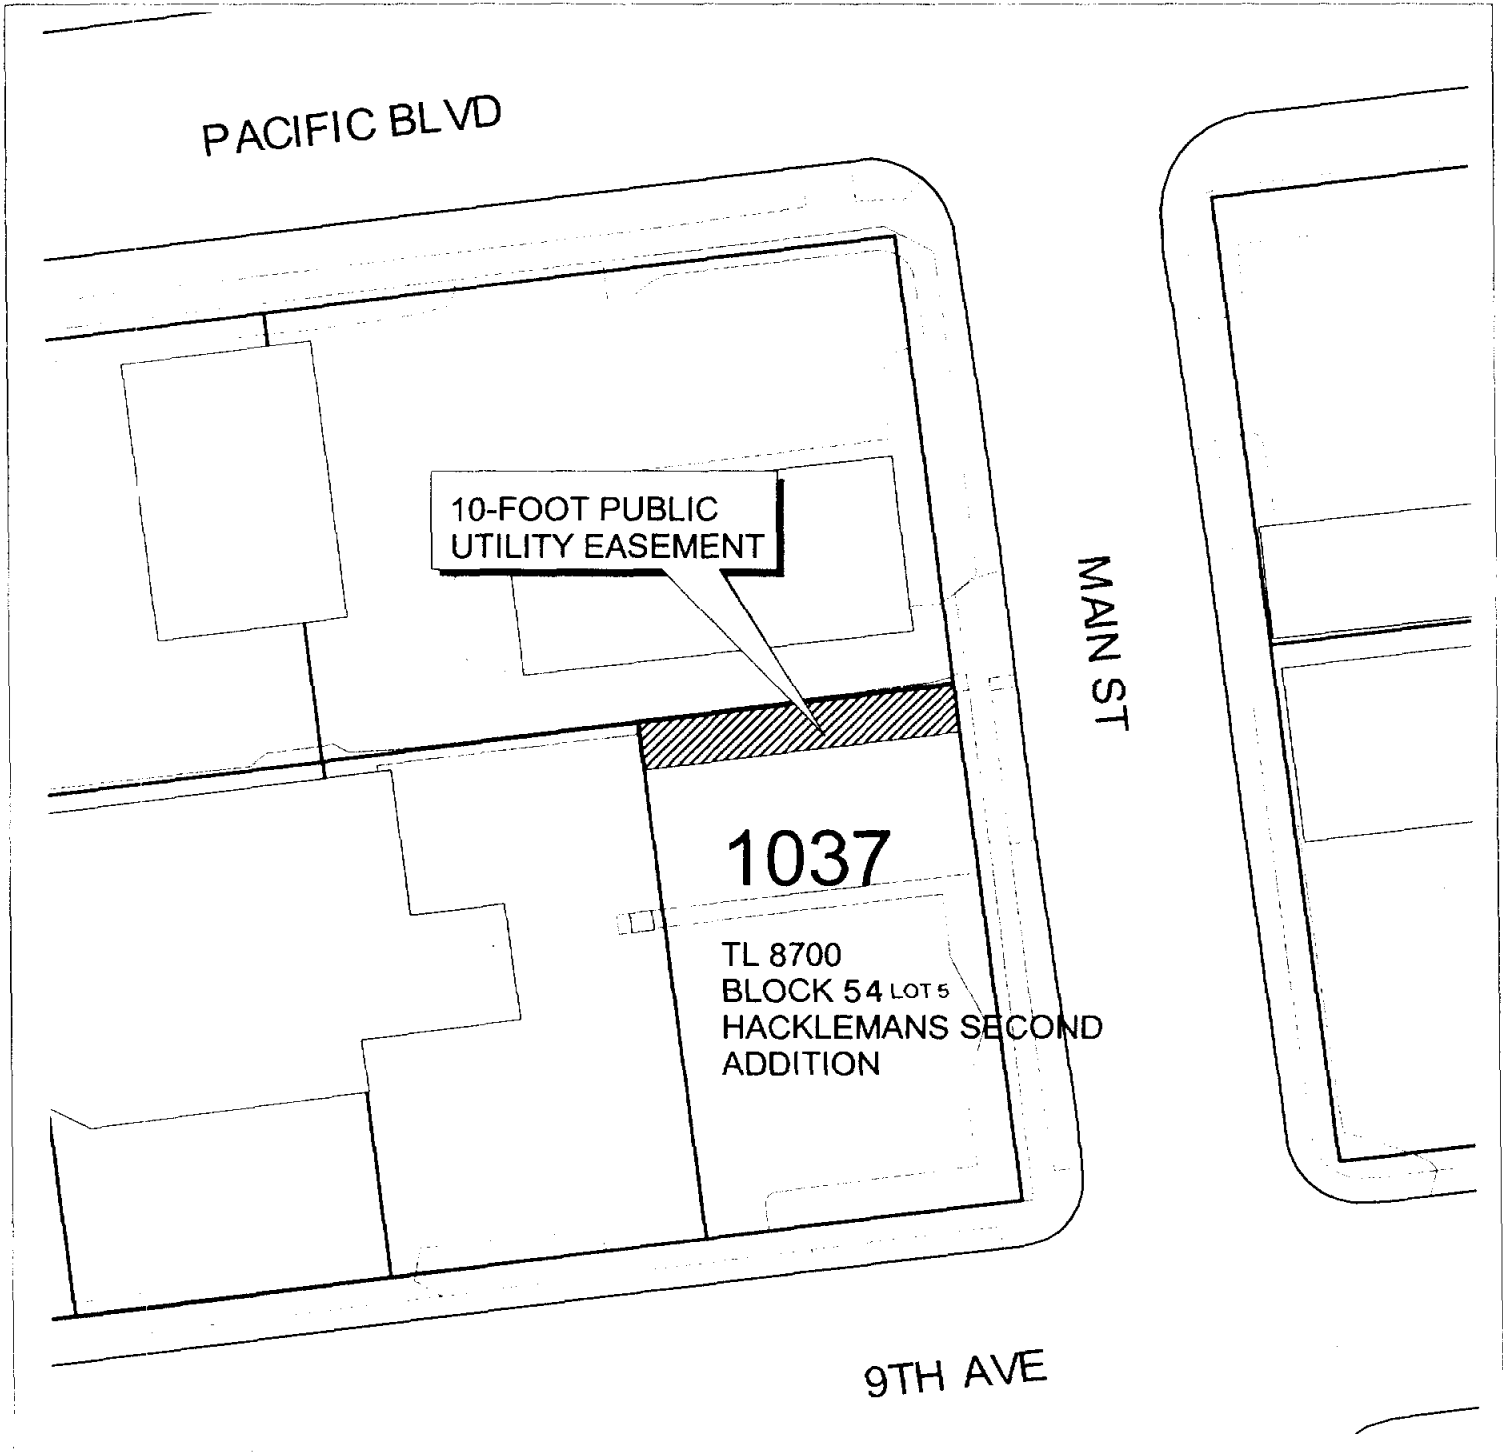 PACIFIC BLVD
10-FOOT PUBLIC
UTILITY EASEMENT
MAIN ST
1037
TL 8700
BLOCK 54 LOT 5
HACKLEMANS SECOND
ADDITION
9TH AVE